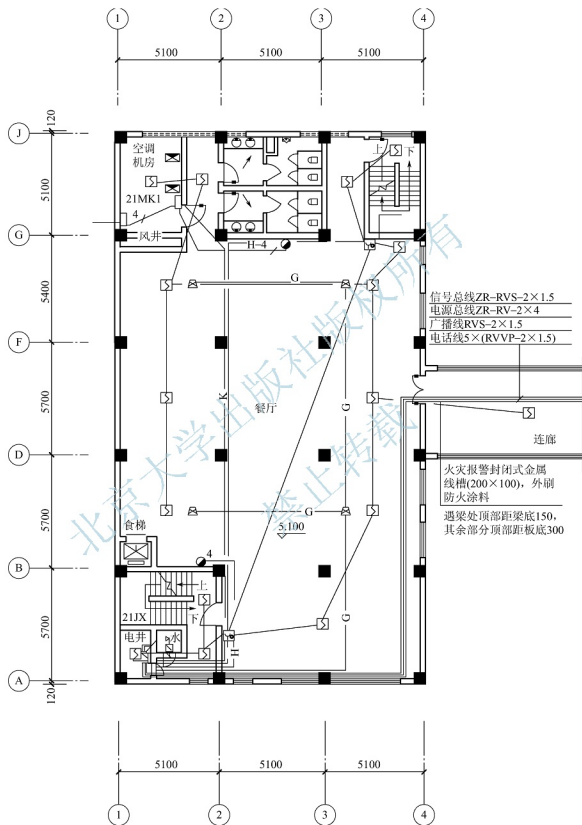 1 2 3 4
5100 5100 5100
120
J
空调
机房
上 下
5100
21MK1
4
G
风井
H-4
G
5400
信号总线ZR-RVS-2×1.5
电源总线ZR-RV-2×4
广播线RVS-2×1.5
电话线5×(RVVP-2×1.5)
F
K
餐厅
G
5700
连廊
D
火灾报警封闭式金属
线槽(200×100)，外刷
防火涂料
遇梁处顶部距梁底150，
其余部分顶部距板底300
5700
G
5.100
食梯
4
B
上
下
21JX
5700
G
电井
水
H
A
120
5100 5100 5100
1 2 3 4
北京大学出版社版权所有
禁止转载